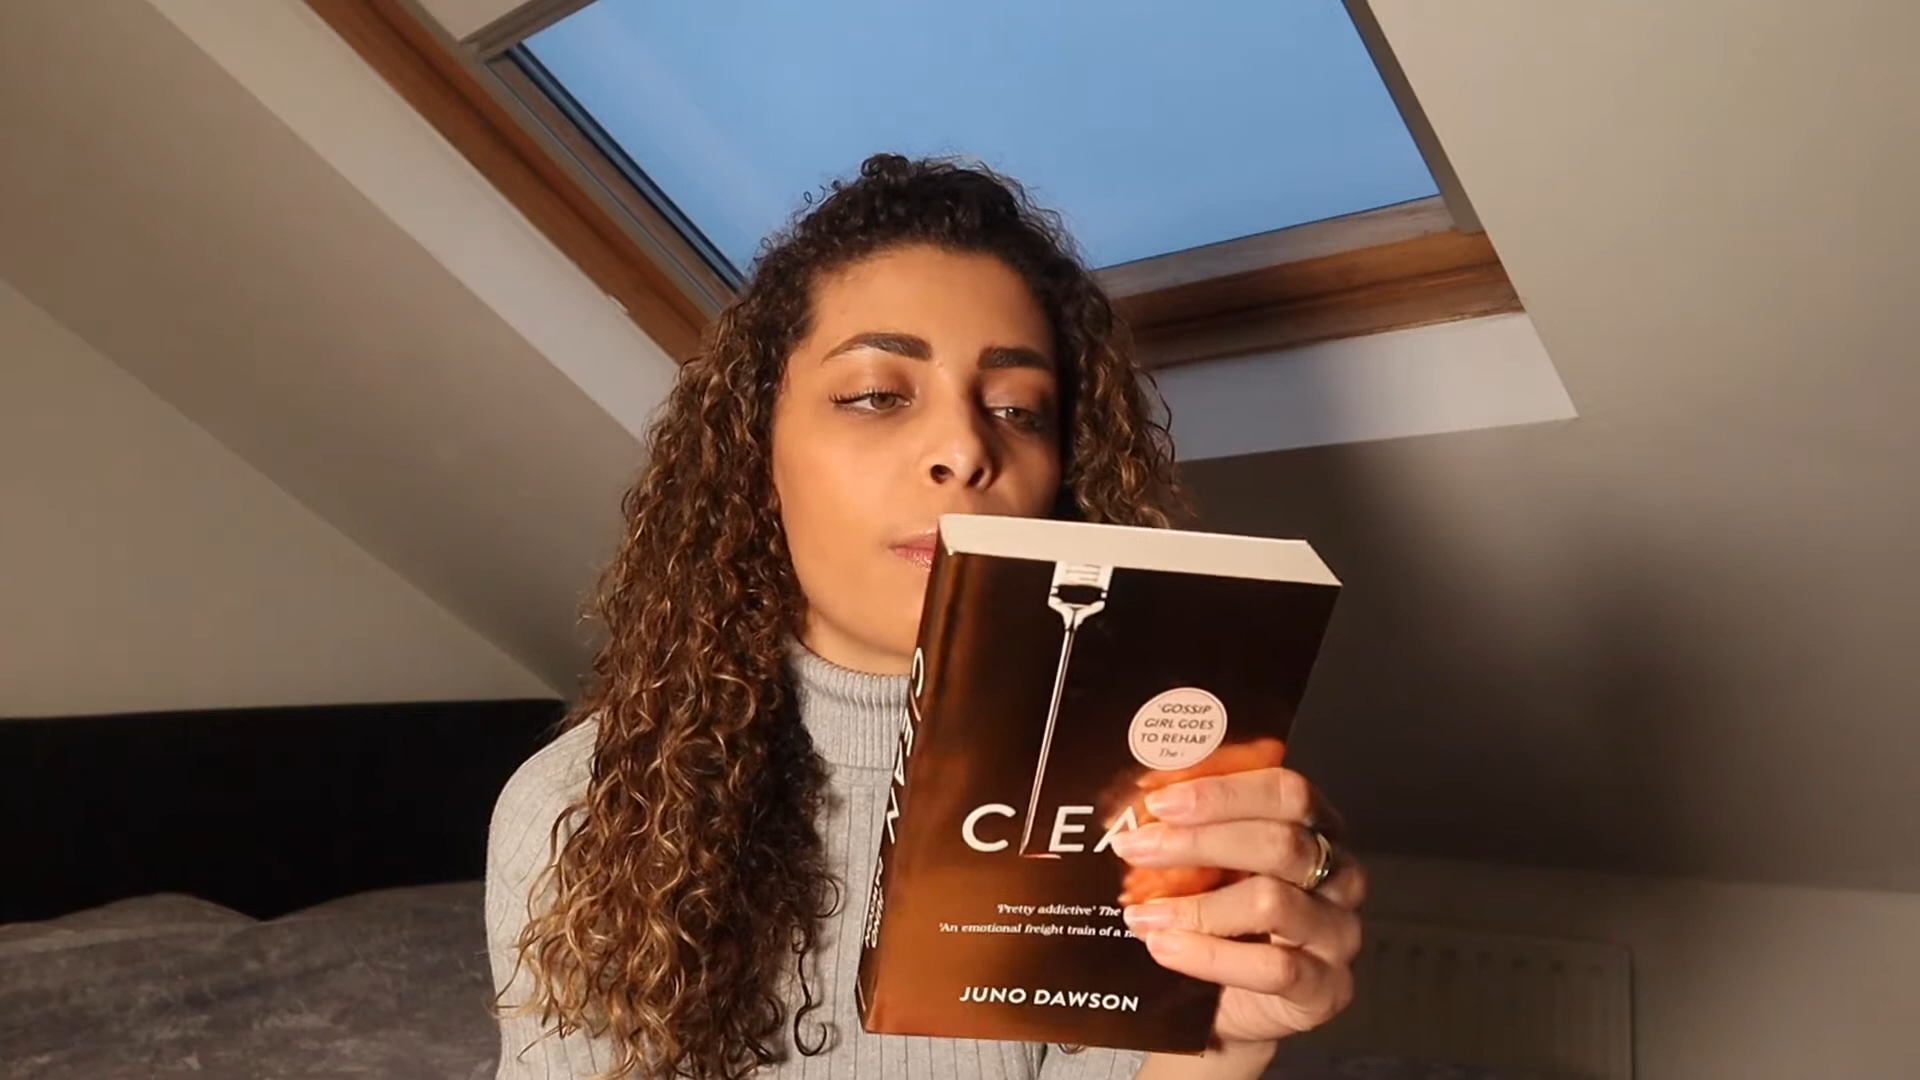 'GOSSIP
GIRL GOES
TO REHAB'
The i
C EA
'Pretty addictive' The
'An emotional freight train of a
JUNO DAWSON
CLEAN